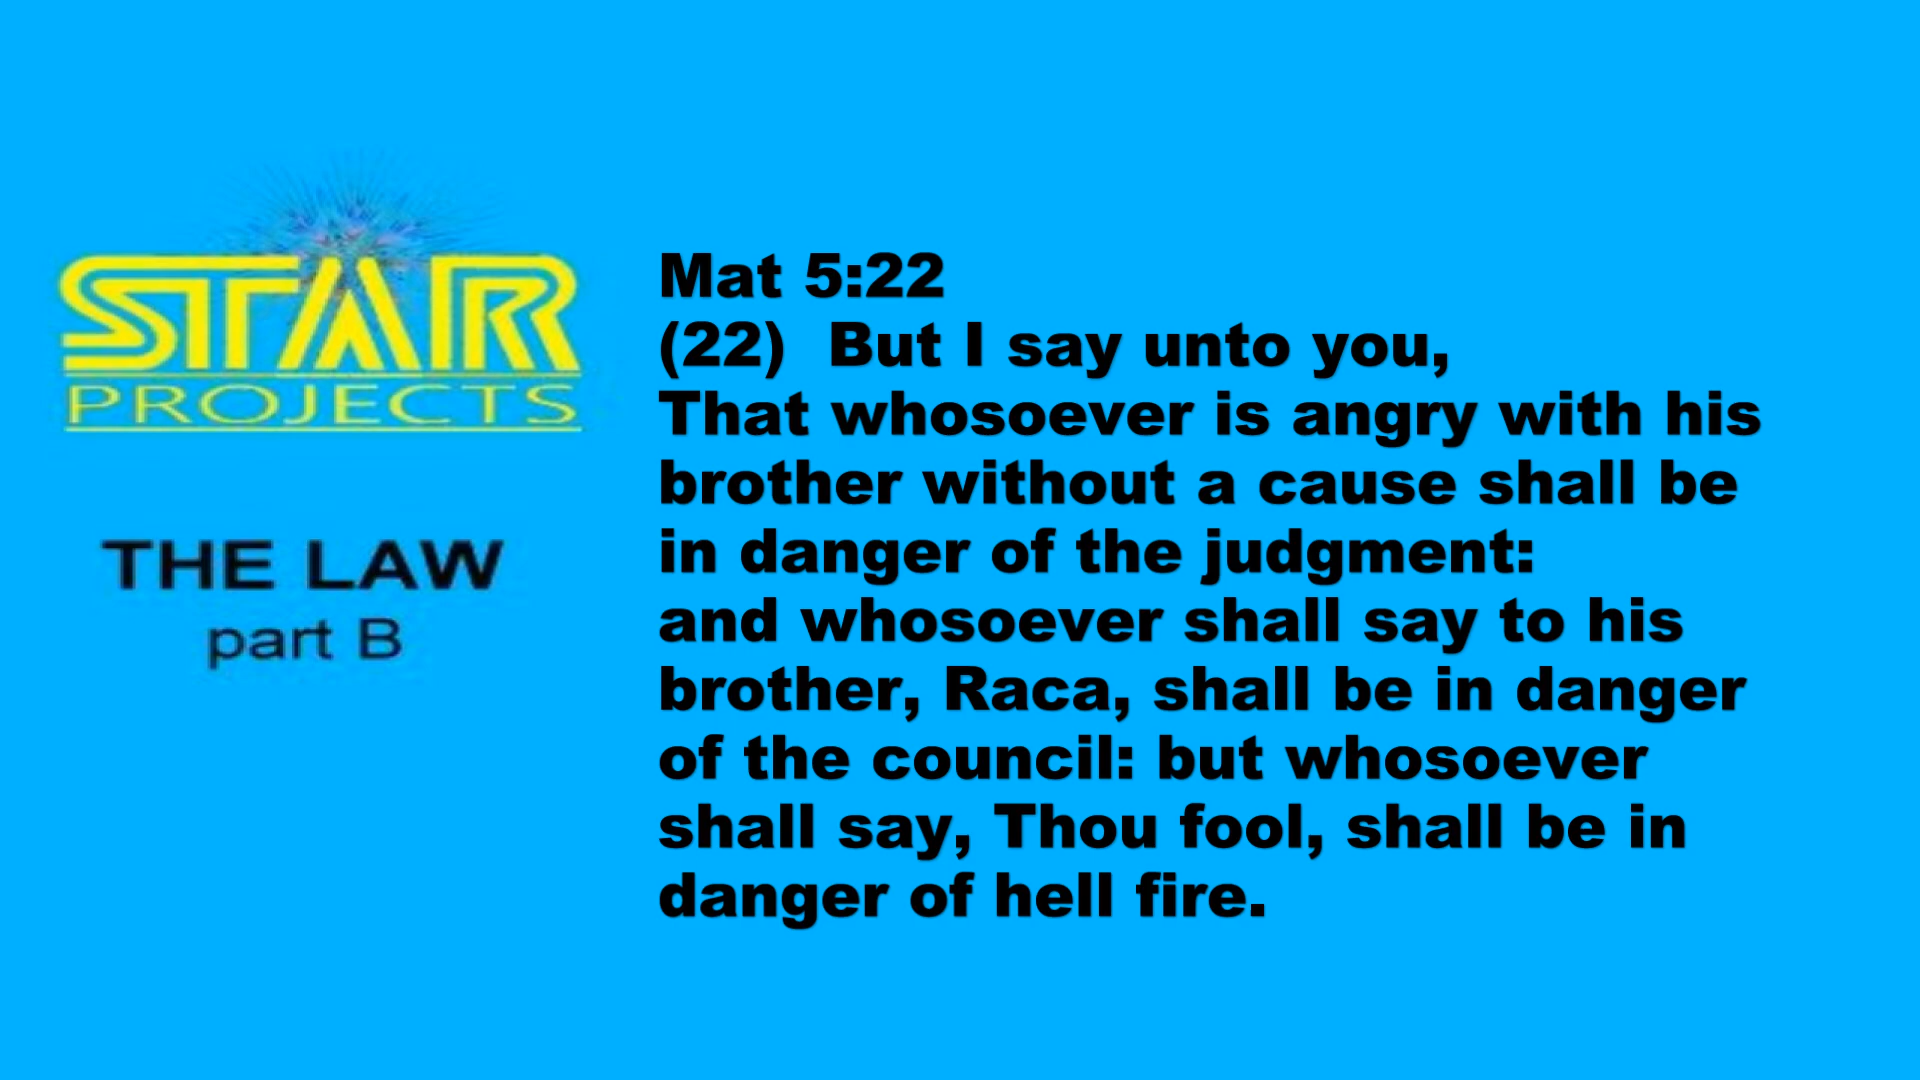 STAR
PROJECTS
THE LAW
part B
Mat 5:22
(22)  But I say unto you,
That whosoever is angry with his
brother without a cause shall be
in danger of the judgment:
and whosoever shall say to his
brother, Raca, shall be in danger
of the council: but whosoever
shall say, Thou fool, shall be in
danger of hell fire.